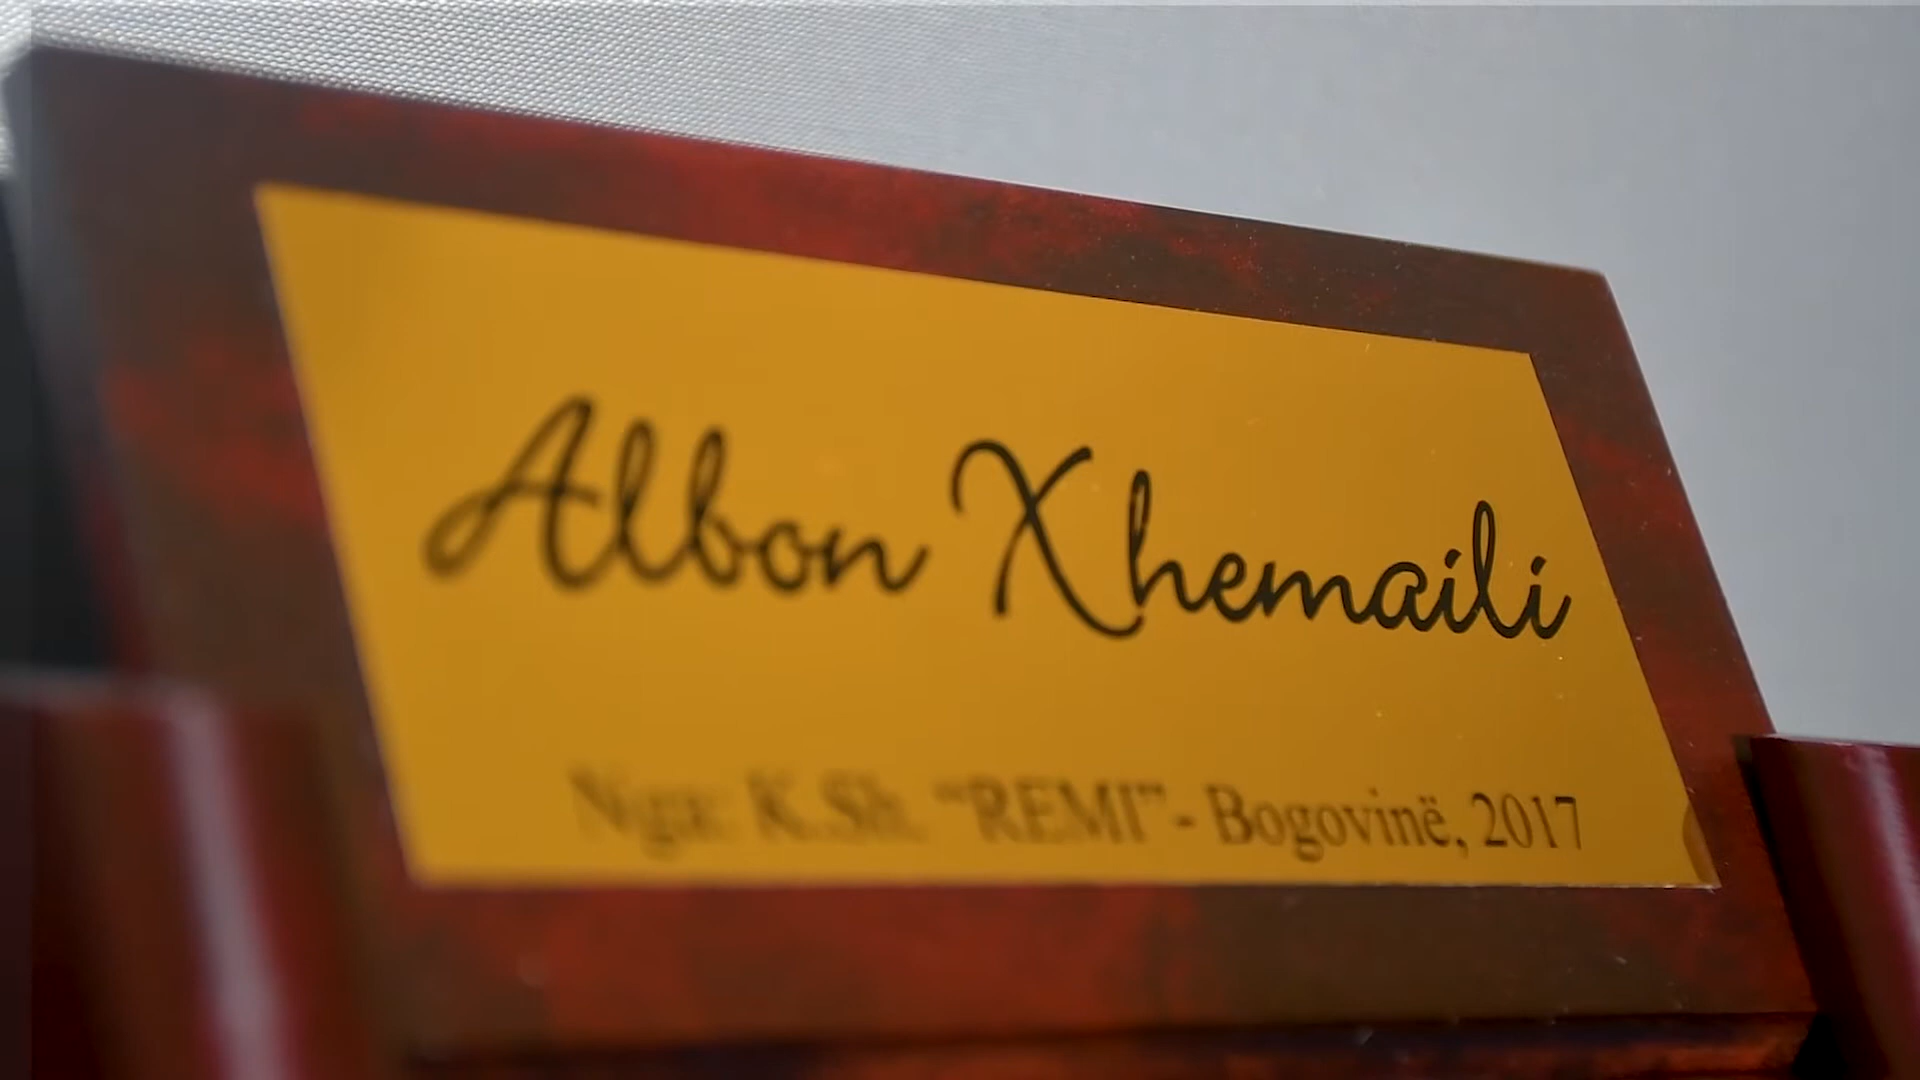 Albon Xhemaili
Nga: K.Sh. “REMI”- Bogovinë, 2017